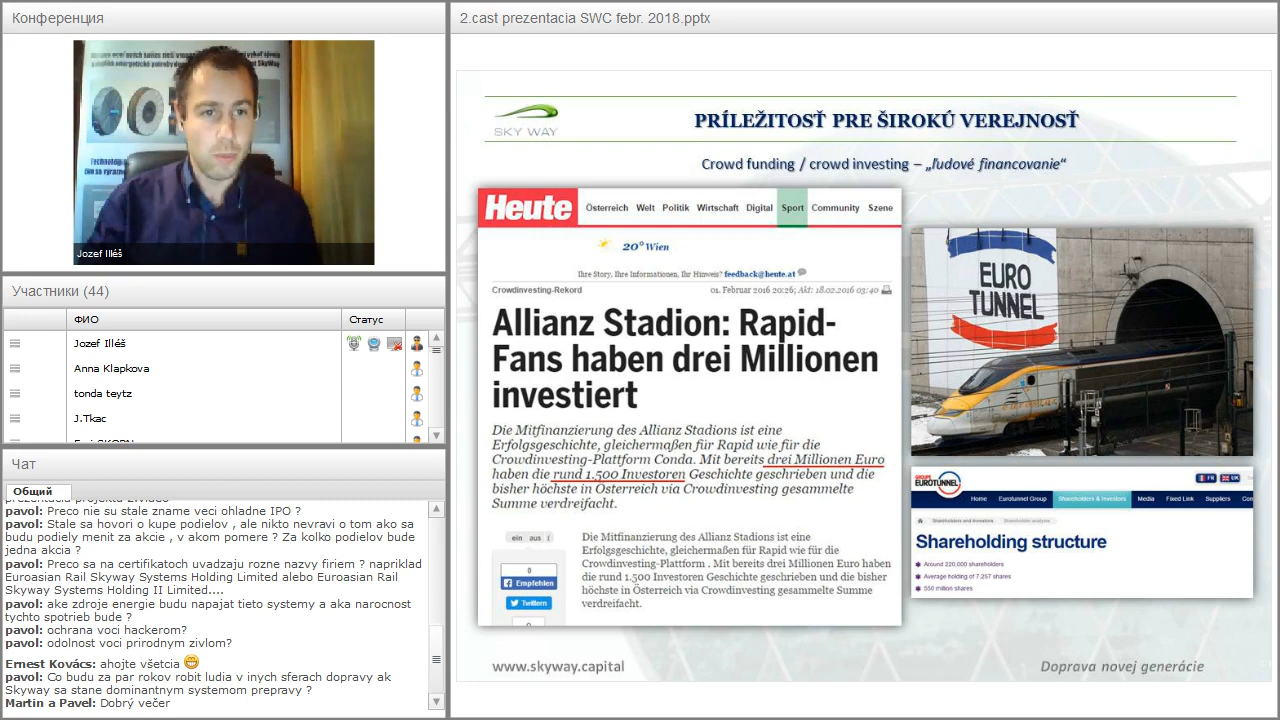 Конференция
Jozef Illéš
Участники (44)
ФИО
Статус
Jozef Illéš
Anna Klapkova
tonda teytz
J.Tkac
Чат
Общий
pavol: Preco nie su stale zname veci ohladne IPO ?
pavol: Stale sa hovori o kupe podielov , ale nikto nevravi o tom ako sa
budu podiely menit za akcie , v akom pomere ? Za kolko podielov bude
jedna akcia ?
pavol: Preco sa na certifikatoch uvadzaju rozne nazvy firiem ? napriklad
Euroasian Rail Skyway Systems Holding Limited abo Euroasian Rail
Skyway Systems Holding II Limited....
pavol: ake zdroje energie budu napajat tieto systemy a aka narocnost
tychto spotrieb bude ?
pavol: ochrana voci hackerom?
pavol: odolnost voci prirodnym zivlom?
Ernest Kovács: ahojte všetcia
pavol: Co budu za par rokov robit ludia v inych sferach dopravy ak
Skyway sa stane dominantnym systemom prepravy ?
Martin a Pavel: Dobrý večer
2.cast prezentacia SWC febr. 2018.pptx
SKY WAY
PRÍLEŽITOSŤ PRE ŠIROKÚ VEREJNOSŤ
Crowd funding / crowd investing – „ľudové financovanie“
Heute
Österreich Welt Politik Wirtschaft Digital Sport Community Szene
20° Wien
Ihre Story, Ihre Informationen, Ihr Hinweis? feedback@heute.at
Crowdinvesting-Rekord
01. Februar 2016 20:26; Akt: 18.02.2016 03:40
Allianz Stadion: Rapid-
Fans haben drei Millionen
investiert
Die Mitfinanzierung des Allianz Stadions ist eine
Erfolgsgeschichte, gleichermaßen für Rapid wie für die
Crowdinvesting-Plattform Conda. Mit bereits drei Millionen Euro
haben die rund 1.500 Investoren Geschichte geschrieben und die
bisher höchste in Österreich via Crowdinvesting gesammelte
Summe verdreifacht.
ein aus i
0
Empfehlen
Twittern
0
Die Mitfinanzierung des Allianz Stadions ist eine
Erfolgsgeschichte, gleichermaßen für Rapid wie für die
Crowdinvesting-Plattform . Mit bereits drei Millionen Euro haben
die rund 1.500 Investoren Geschichte geschrieben und die bisher
höchste in Österreich via Crowdinvesting gesammelte Summe
verdreifacht.
EURO
TUNNEL
GROUPE
EUROTUNNEL
FR
UK
Home Eurotunnel Group Shareholders & Investors Media Fixed Link Suppliers Con
Shareholders and Investors Shareholder analysis
Shareholding structure
Around 220,000 shareholders
Average holding of 7,257 shares
550 million shares
www.skyway.capital
Doprava novej generácie